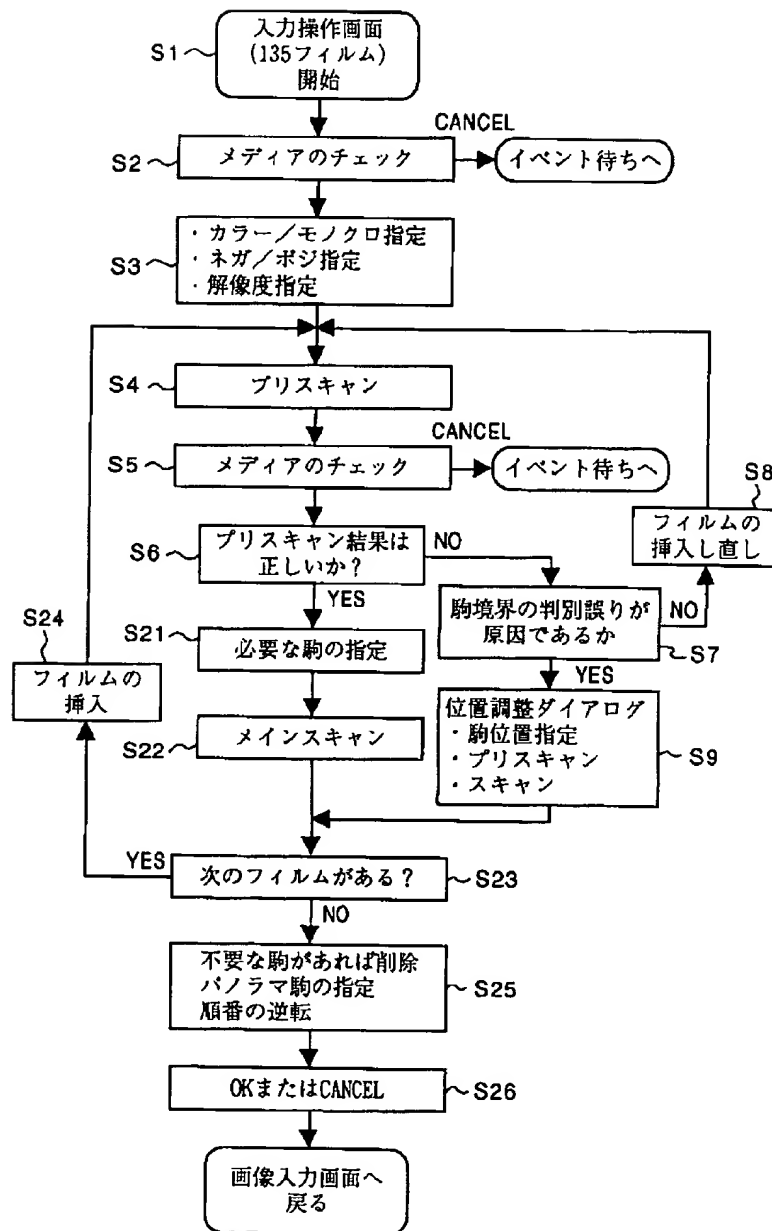 S1
入力操作画面
(135フィルム)
開始
CANCEL
S2
メディアのチェック
イベント待ちへ
S3
・カラー／モノクロ指定
・ネガ／ポジ指定
・解像度指定
S4
プリスキャン
CANCEL
S5
メディアのチェック
イベント待ちへ
S8
フィルムの
挿入し直し
S6
プリスキャン結果は
正しいか？
NO
YES
駒境界の判別誤りが
原因であるか
NO
S7
YES
S24
フィルムの
挿入
S21
必要な駒の指定
S22
メインスキャン
位置調整ダイアログ
・駒位置指定
・プリスキャン
・スキャン
S9
YES
次のフィルムがある？
S23
NO
不要な駒があれば削除
パノラマ駒の指定
順番の逆転
S25
OKまたはCANCEL
S26
画像入力画面へ
戻る